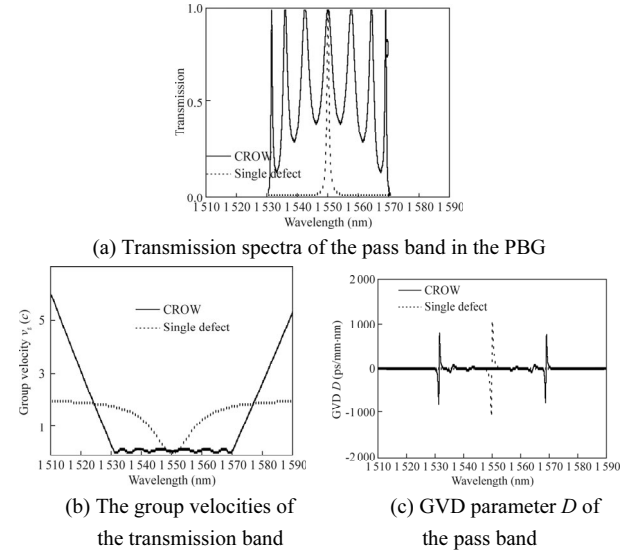 1.0
0.5
0.0
Transmission
CROW
Single defect
1 510 1 520 1 530 1 540 1 550 1 560 1 570 1 580 1 590
Wavelength (nm)
(a) Transmission spectra of the pass band in the PBG
5
3
1
Group velocity vg (c)
CROW
Single defect
1 510 1 520 1 530 1 540 1 550 1 560 1 570 1 580 1 590
Wavelength (nm)
(b) The group velocities of
the transmission band
2 000
1 000
0
-1 000
-2 000
GVD D (ps/mm·nm)
CROW
Single defect
1 510 1 520 1 530 1 540 1 550 1 560 1 570 1 580 1 590
Wavelength (nm)
(c) GVD parameter D of
the pass band